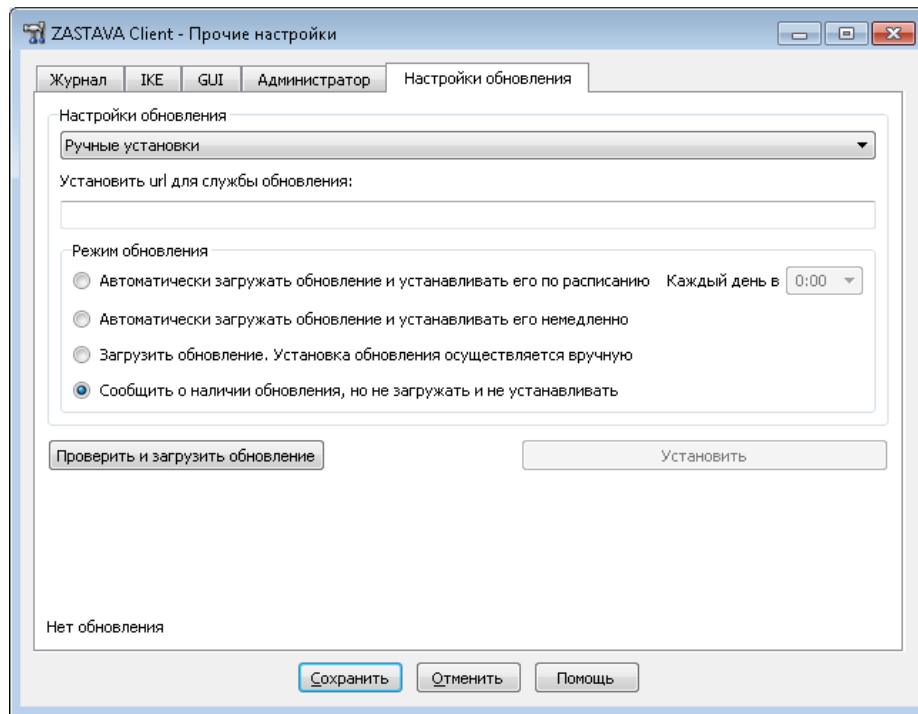 ZASTAVA Client - Прочие настройки
Журнал IKE GUI Администратор Настройки обновления
Настройки обновления
Ручные установки
Установить url для службы обновления:
Режим обновления
Автоматически загружать обновление и устанавливать его по расписанию Каждый день в 0:00
Автоматически загружать обновление и устанавливать его немедленно
Загрузить обновление. Установка обновления осуществляется вручную
Сообщить о наличии обновления, но не загружать и не устанавливать
Проверить и загрузить обновление Установить
Нет обновления
Сохранить Отменить Помощь